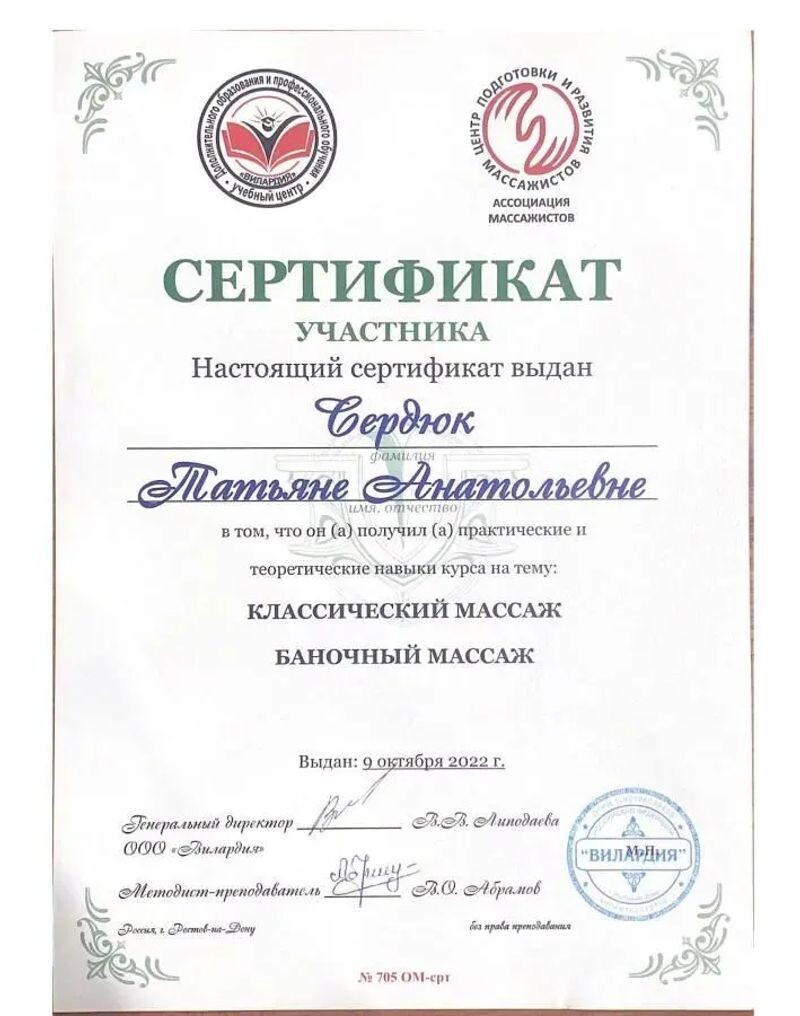 Дополнительного образования и профессионального обучения
«ВИЛАРДИЯ»
• учебный центр •
ЦЕНТР ПОДГОТОВКИ И РАЗВИТИЯ
МАССАЖИСТОВ
АССОЦИАЦИЯ
МАССАЖИСТОВ
СЕРТИФИКАТ
УЧАСТНИКА
Настоящий сертификат выдан
Сердюк
фамилия
Татьяне Анатольевне
имя, отчество
в том, что он (а) получил (а) практические и
теоретические навыки курса на тему:
КЛАССИЧЕСКИЙ МАССАЖ
БАНОЧНЫЙ МАССАЖ
Выдан: 9 октября 2022 г.
Генеральный директор В.В. Липодаева
ООО «Вилардия»
М.П.
"ВИЛАРДИЯ"
Методист-преподаватель В.О. Абрамов
Россия, г. Ростов-на-Дону без права преподавания
№ 705 ОМ-срт